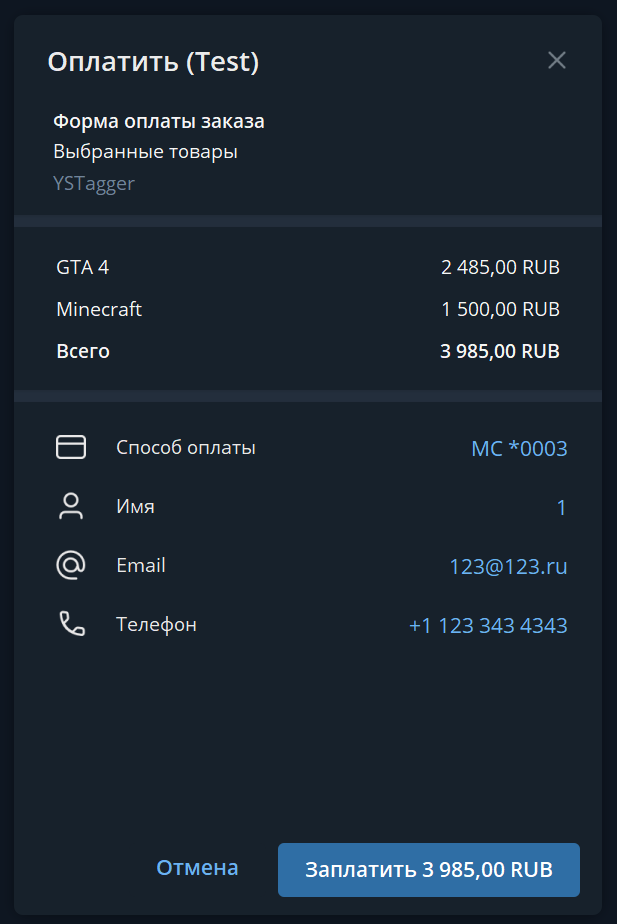 Оплатить (Test)
Форма оплаты заказа
Выбранные товары
YSTagger
GTA 4 2 485,00 RUB
Minecraft 1 500,00 RUB
Всего 3 985,00 RUB
Способ оплаты MC *0003
Имя 1
Email 123@123.ru
Телефон +1 123 343 4343
Отмена Заплатить 3 985,00 RUB